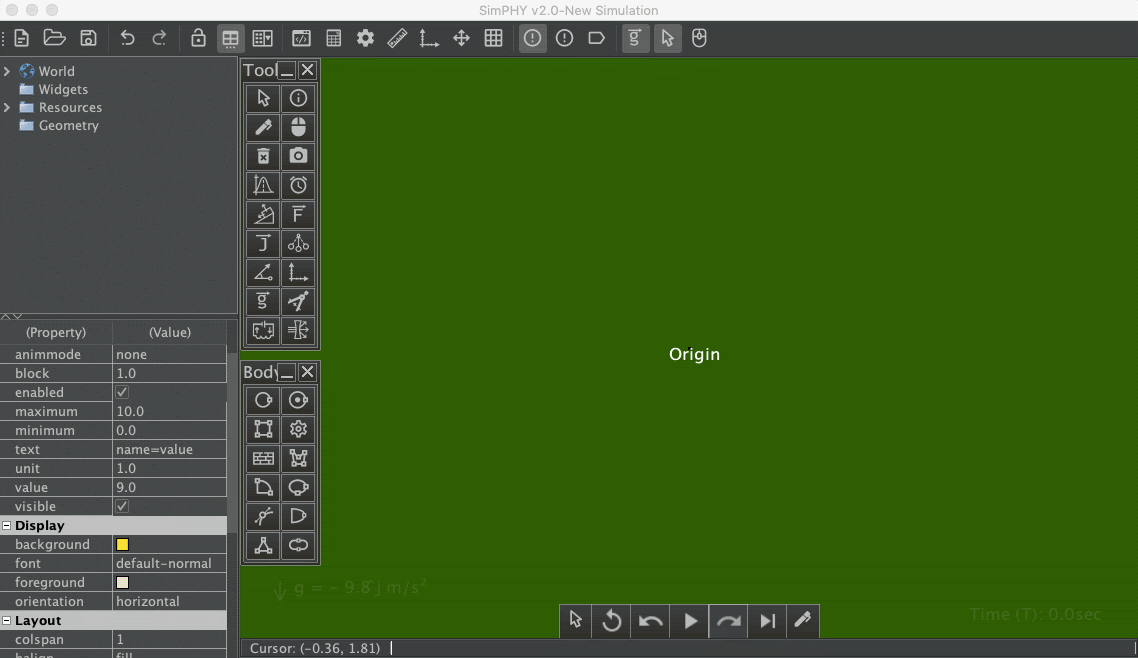 SimPHY v2.0-New Simulation
World
Widgets
Resources
Geometry
Tool
(Property) (Value)
animmode none
block 1.0
enabled
maximum 10.0
minimum 0.0
text name=value
unit 1.0
value 9.0
visible
Display
background
font default-normal
foreground
orientation horizontal
Layout
colspan 1
halign fill
Body
Origin
g = - 9.8 ĵ m/s²
Time (T): 0.0sec
Cursor: (-0.36, 1.81)